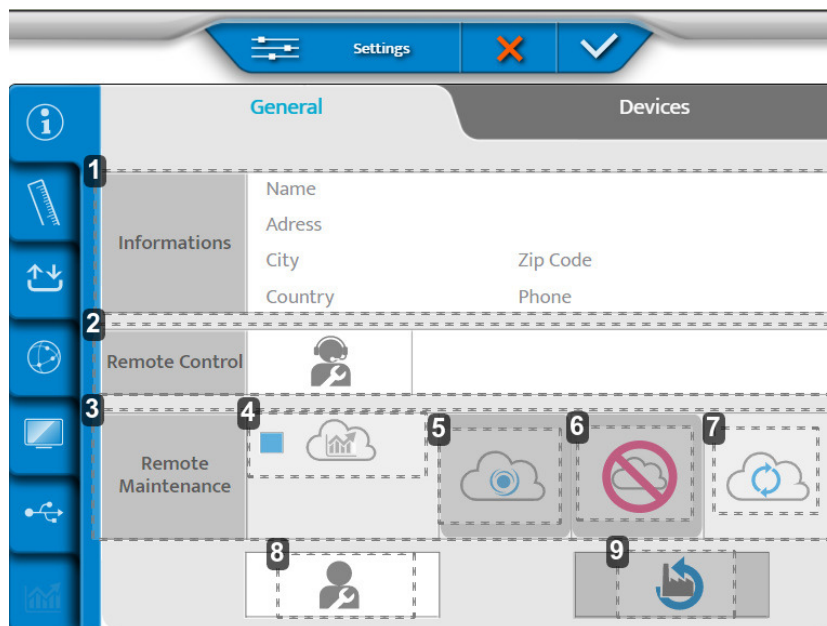 Settings
General
Devices
1
Name
Adress
Informations
City Zip Code
Country Phone
2
Remote Control
3
4
5
6
7
Remote
Maintenance
8
9